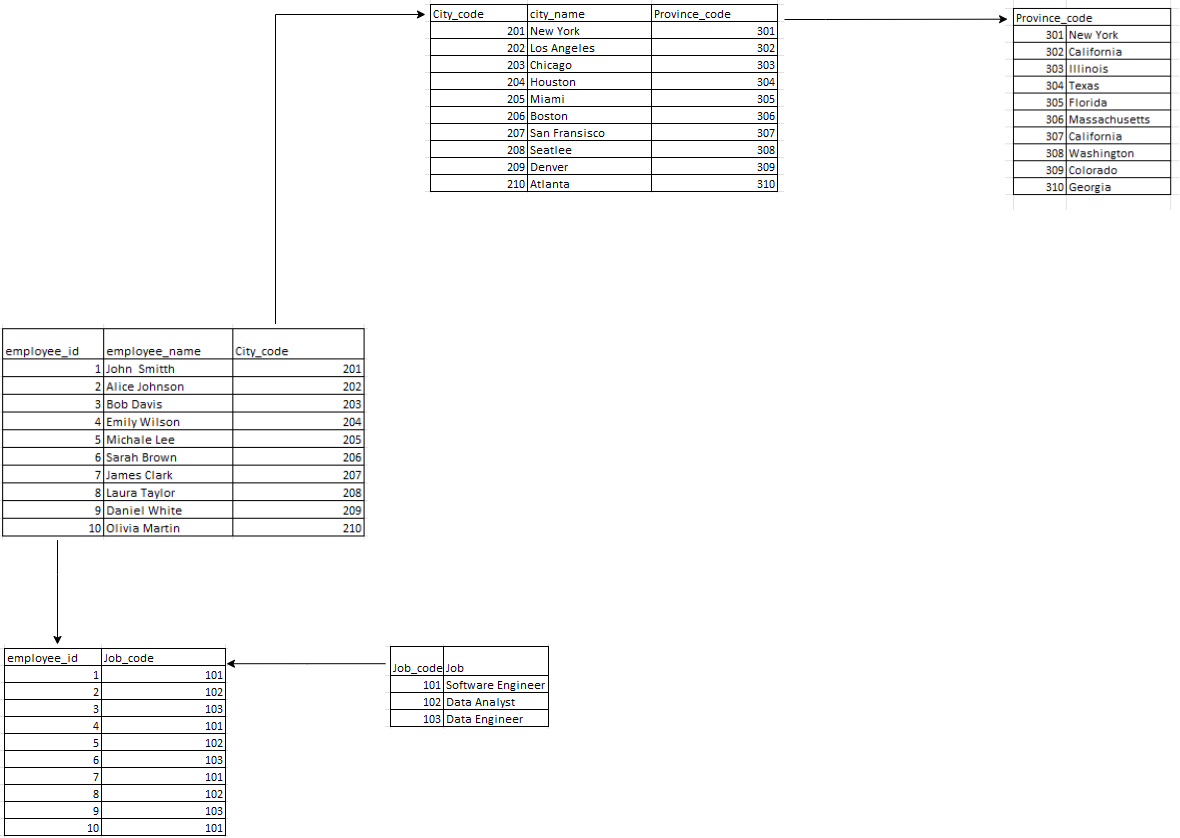 City_code city_name Province_code
201 New York 301
202 Los Angeles 302
203 Chicago 303
204 Houston 304
205 Miami 305
206 Boston 306
207 San Fransisco 307
208 Seatlee 308
209 Denver 309
210 Atlanta 310
Province_code
301 New York
302 California
303 Illinois
304 Texas
305 Florida
306 Massachusetts
307 California
308 Washington
309 Colorado
310 Georgia
employee_id employee_name City_code
1 John Smitth 201
2 Alice Johnson 202
3 Bob Davis 203
4 Emily Wilson 204
5 Michale Lee 205
6 Sarah Brown 206
7 James Clark 207
8 Laura Taylor 208
9 Daniel White 209
10 Olivia Martin 210
employee_id Job_code
1 101
2 102
3 103
4 101
5 102
6 103
7 101
8 102
9 103
10 101
Job_code Job
101 Software Engineer
102 Data Analyst
103 Data Engineer